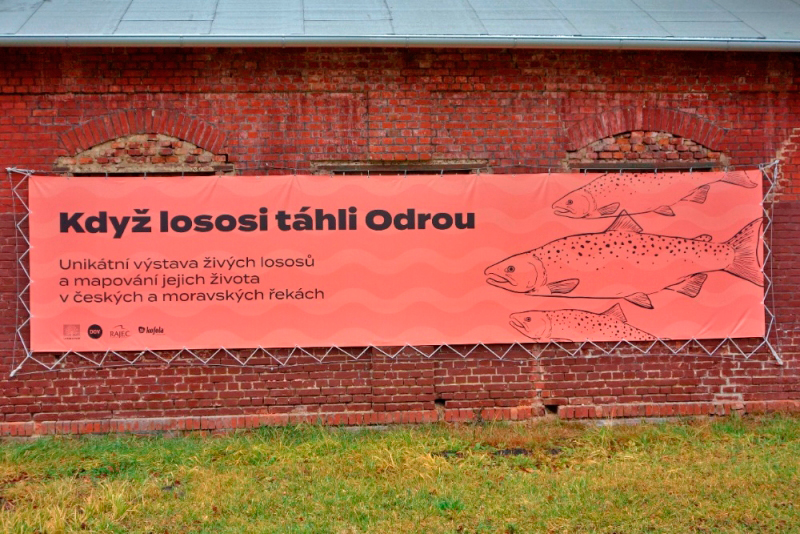 Když lososi táhli Odrou
Unikátní výstava živých lososů
a mapování jejich života
v českých a moravských řekách
RAJEC
kofola